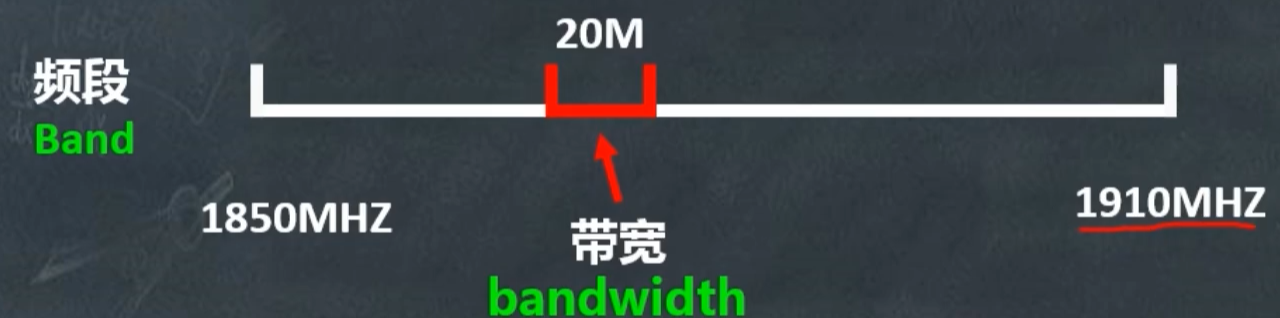 20M
频段
Band
1850MHZ
1910MHZ
带宽
bandwidth